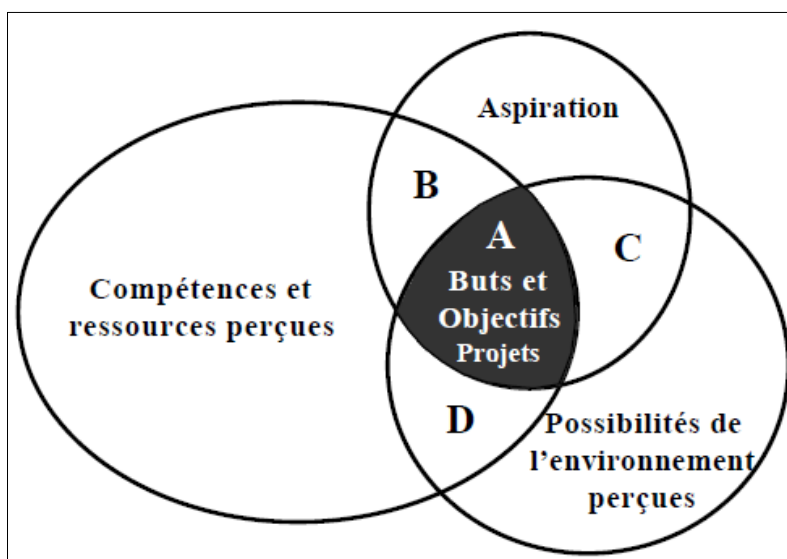 Aspiration
B
A
C
Buts et
Objectifs
Projets
Compétences et
ressources perçues
D
Possibilités de
l'environnement
perçues